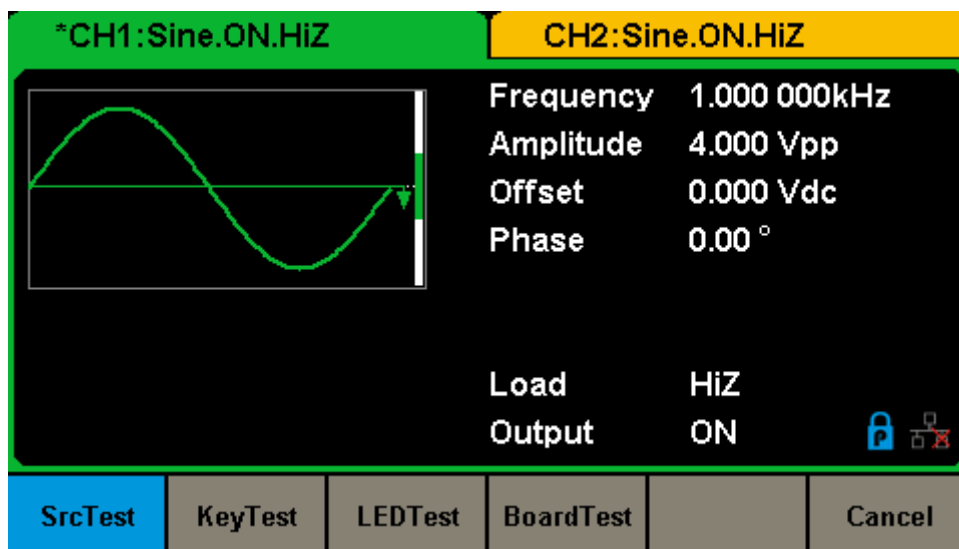 *CH1:Sine.ON.HiZ CH2:Sine.ON.HiZ
Frequency 1.000 000kHz
Amplitude 4.000 Vpp
Offset 0.000 Vdc
Phase 0.00 °
Load HiZ
Output ON P
SrcTest KeyTest LEDTest BoardTest Cancel